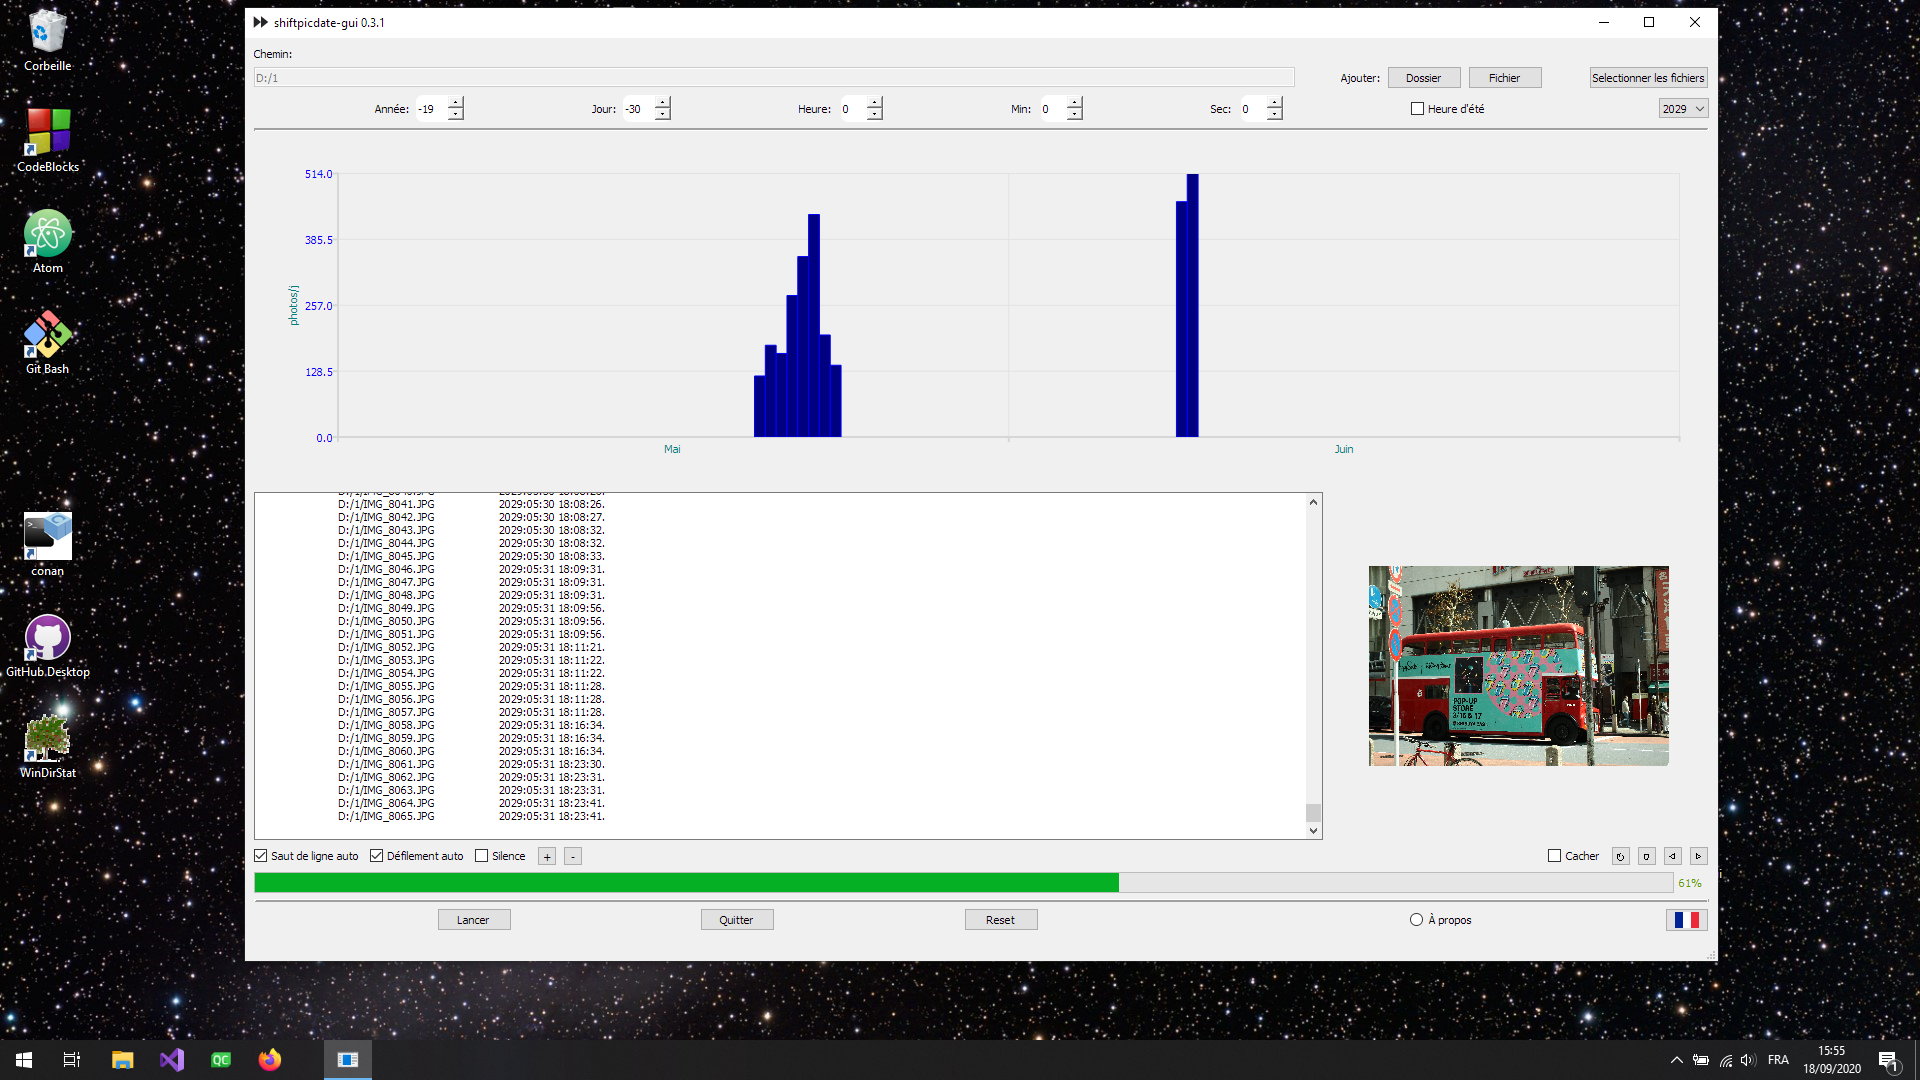 Corbeille
CodeBlocks
Atom
Git Bash
conan
GitHub Desktop
WinDirStat
shiftpicdate-gui 0.3.1
Chemin:
D:/1
Ajouter: Dossier Fichier Selectionner les fichiers
Année: -19 Jour: -30 Heure: 0 Min: 0 Sec: 0 Heure d'été 2029
514.0
385.5
257.0
128.5
0.0
photos/j
Mai Juin
D:/1/IMG_8041.JPG 2029:05:30 18:08:26.
D:/1/IMG_8042.JPG 2029:05:30 18:08:27.
D:/1/IMG_8043.JPG 2029:05:30 18:08:32.
D:/1/IMG_8044.JPG 2029:05:30 18:08:32.
D:/1/IMG_8045.JPG 2029:05:30 18:08:33.
D:/1/IMG_8046.JPG 2029:05:31 18:09:31.
D:/1/IMG_8047.JPG 2029:05:31 18:09:31.
D:/1/IMG_8048.JPG 2029:05:31 18:09:31.
D:/1/IMG_8049.JPG 2029:05:31 18:09:56.
D:/1/IMG_8050.JPG 2029:05:31 18:09:56.
D:/1/IMG_8051.JPG 2029:05:31 18:09:56.
D:/1/IMG_8052.JPG 2029:05:31 18:11:21.
D:/1/IMG_8053.JPG 2029:05:31 18:11:22.
D:/1/IMG_8054.JPG 2029:05:31 18:11:22.
D:/1/IMG_8055.JPG 2029:05:31 18:11:28.
D:/1/IMG_8056.JPG 2029:05:31 18:11:28.
D:/1/IMG_8057.JPG 2029:05:31 18:11:28.
D:/1/IMG_8058.JPG 2029:05:31 18:16:34.
D:/1/IMG_8059.JPG 2029:05:31 18:16:34.
D:/1/IMG_8060.JPG 2029:05:31 18:16:34.
D:/1/IMG_8061.JPG 2029:05:31 18:23:30.
D:/1/IMG_8062.JPG 2029:05:31 18:23:31.
D:/1/IMG_8063.JPG 2029:05:31 18:23:31.
D:/1/IMG_8064.JPG 2029:05:31 18:23:41.
D:/1/IMG_8065.JPG 2029:05:31 18:23:41.
POP-UP
STORE
3/16 & 17
Saut de ligne auto Défilement auto Silence + - Cacher
61%
Lancer Quitter Reset À propos
QC
FRA
15:55
18/09/2020
1